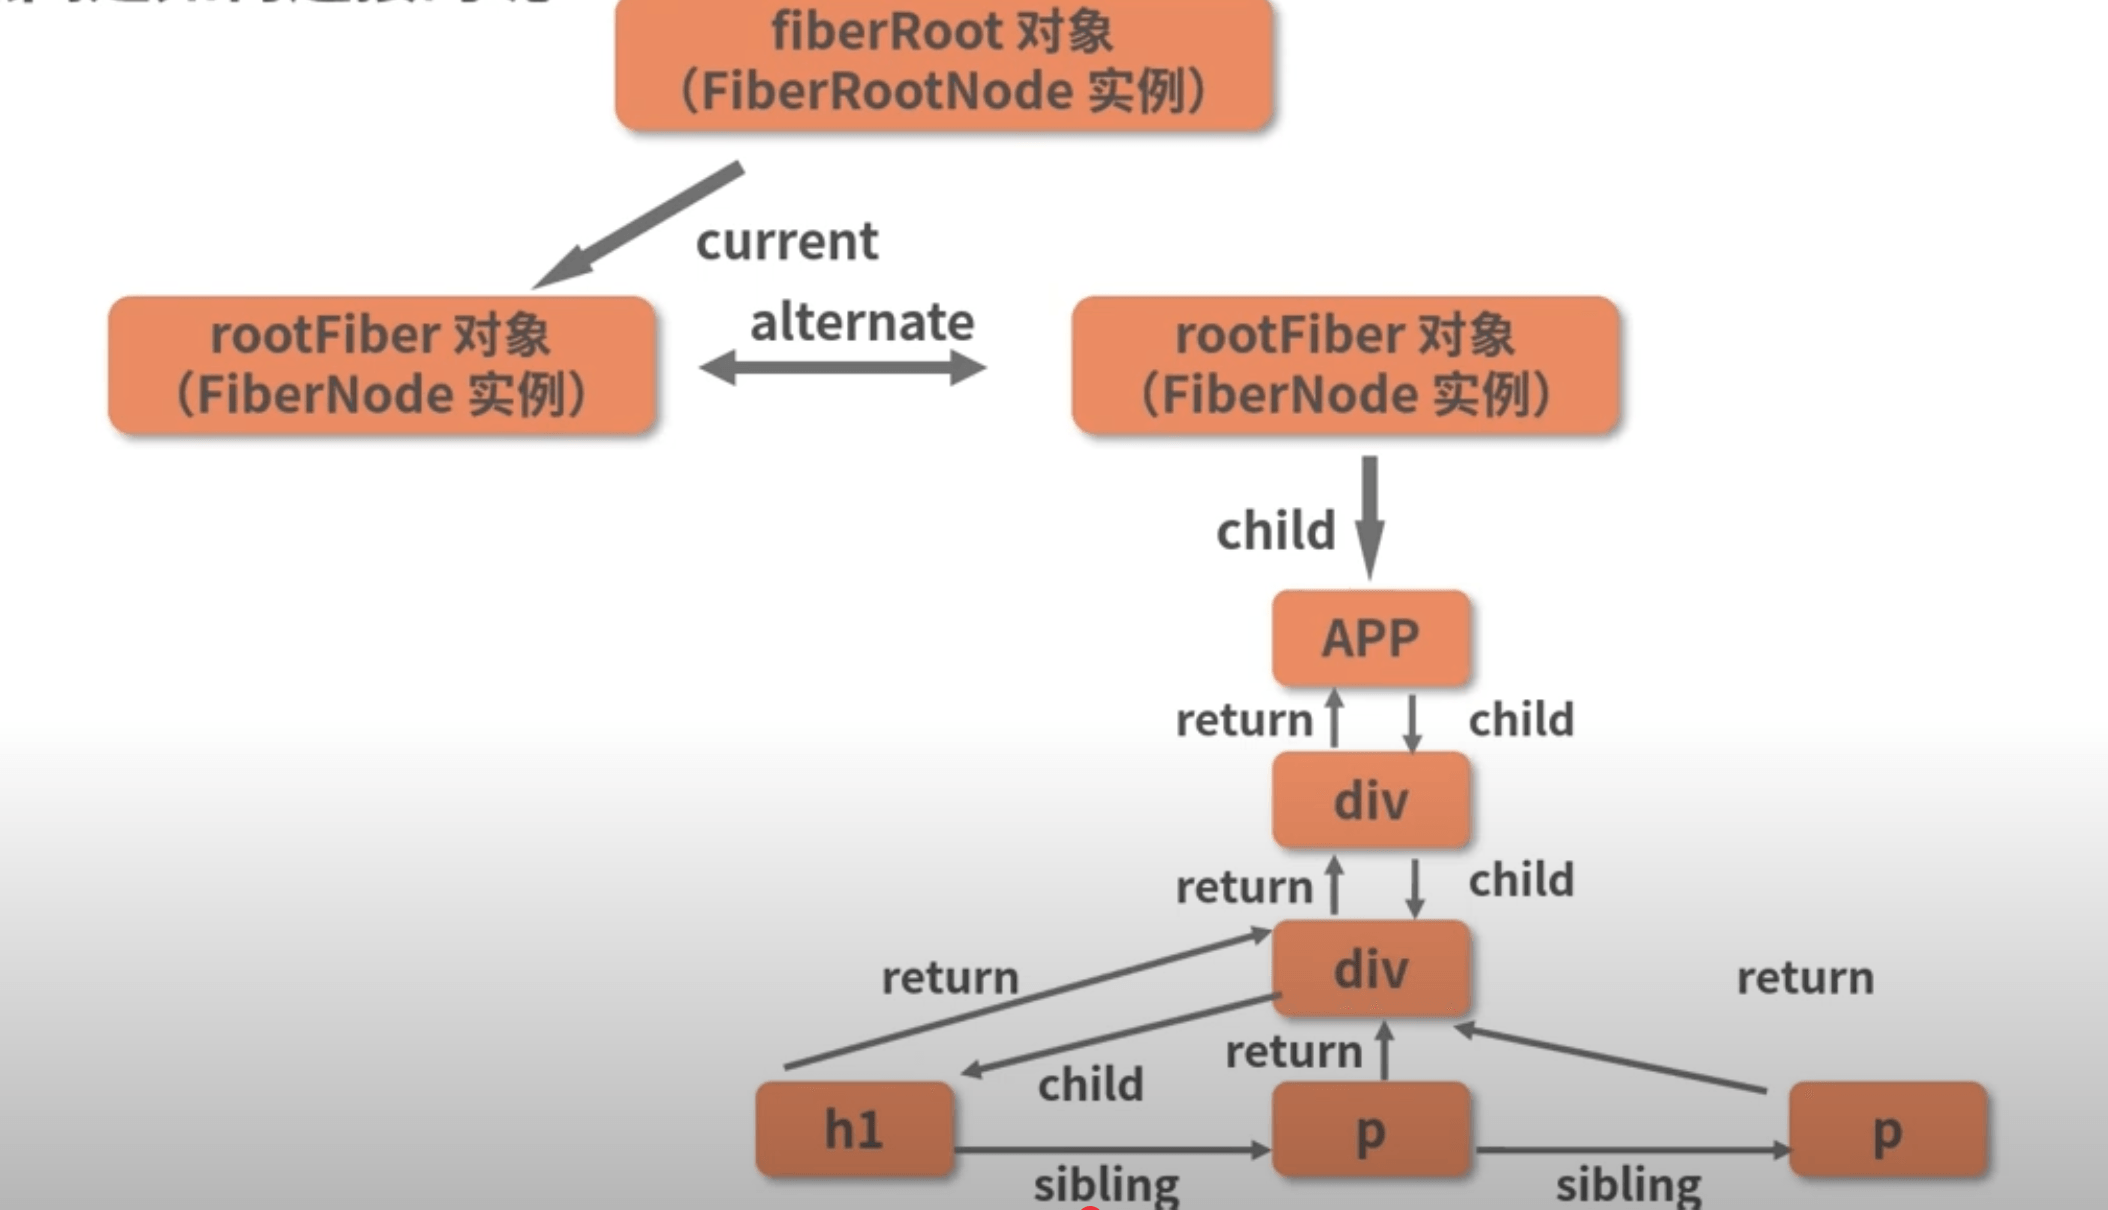 fiberRoot 对象
（FiberRootNode 实例）
current
alternate
rootFiber 对象
（FiberNode 实例）
rootFiber 对象
（FiberNode 实例）
child
APP
return
child
div
return
child
div
return
return
return
child
h1
p
p
sibling
sibling